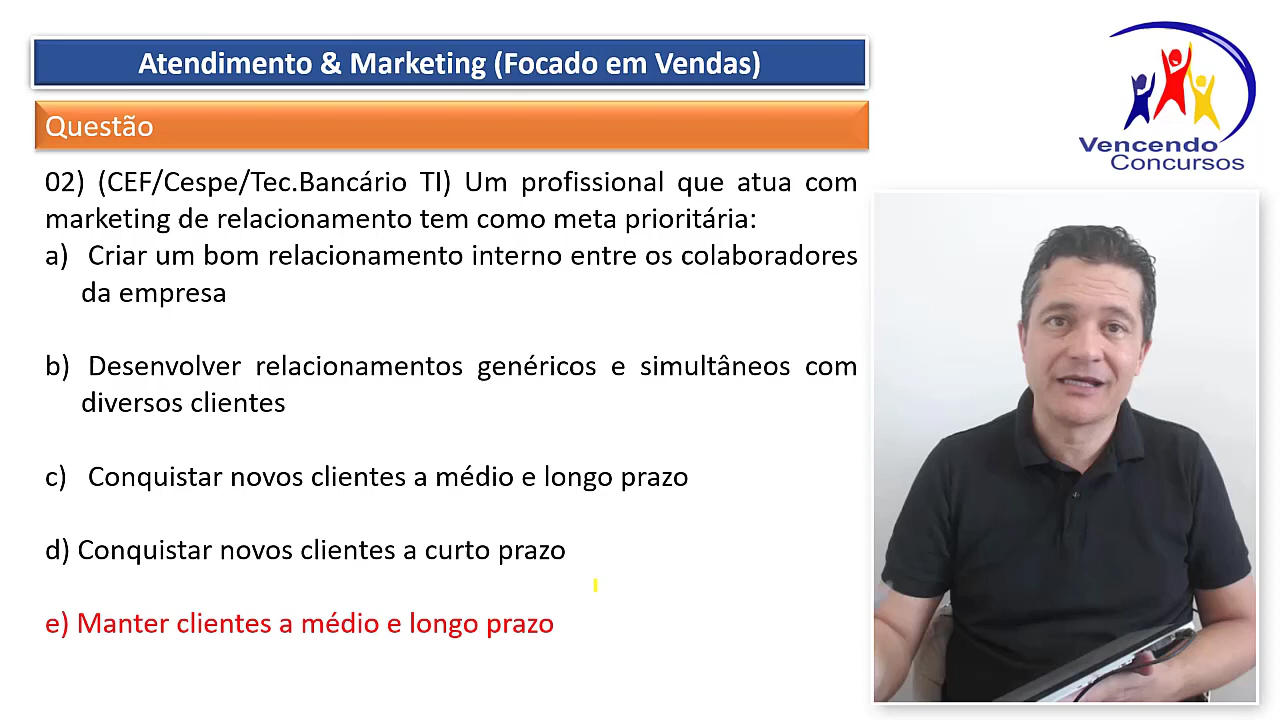 Atendimento & Marketing (Focado em Vendas)
Questão
Vencendo
Concursos
02) (CEF/Cespe/Tec.Bancário TI) Um profissional que atua com
marketing de relacionamento tem como meta prioritária:
a) Criar um bom relacionamento interno entre os colaboradores
da empresa
b) Desenvolver relacionamentos genéricos e simultâneos com
diversos clientes
c) Conquistar novos clientes a médio e longo prazo
d) Conquistar novos clientes a curto prazo
e) Manter clientes a médio e longo prazo